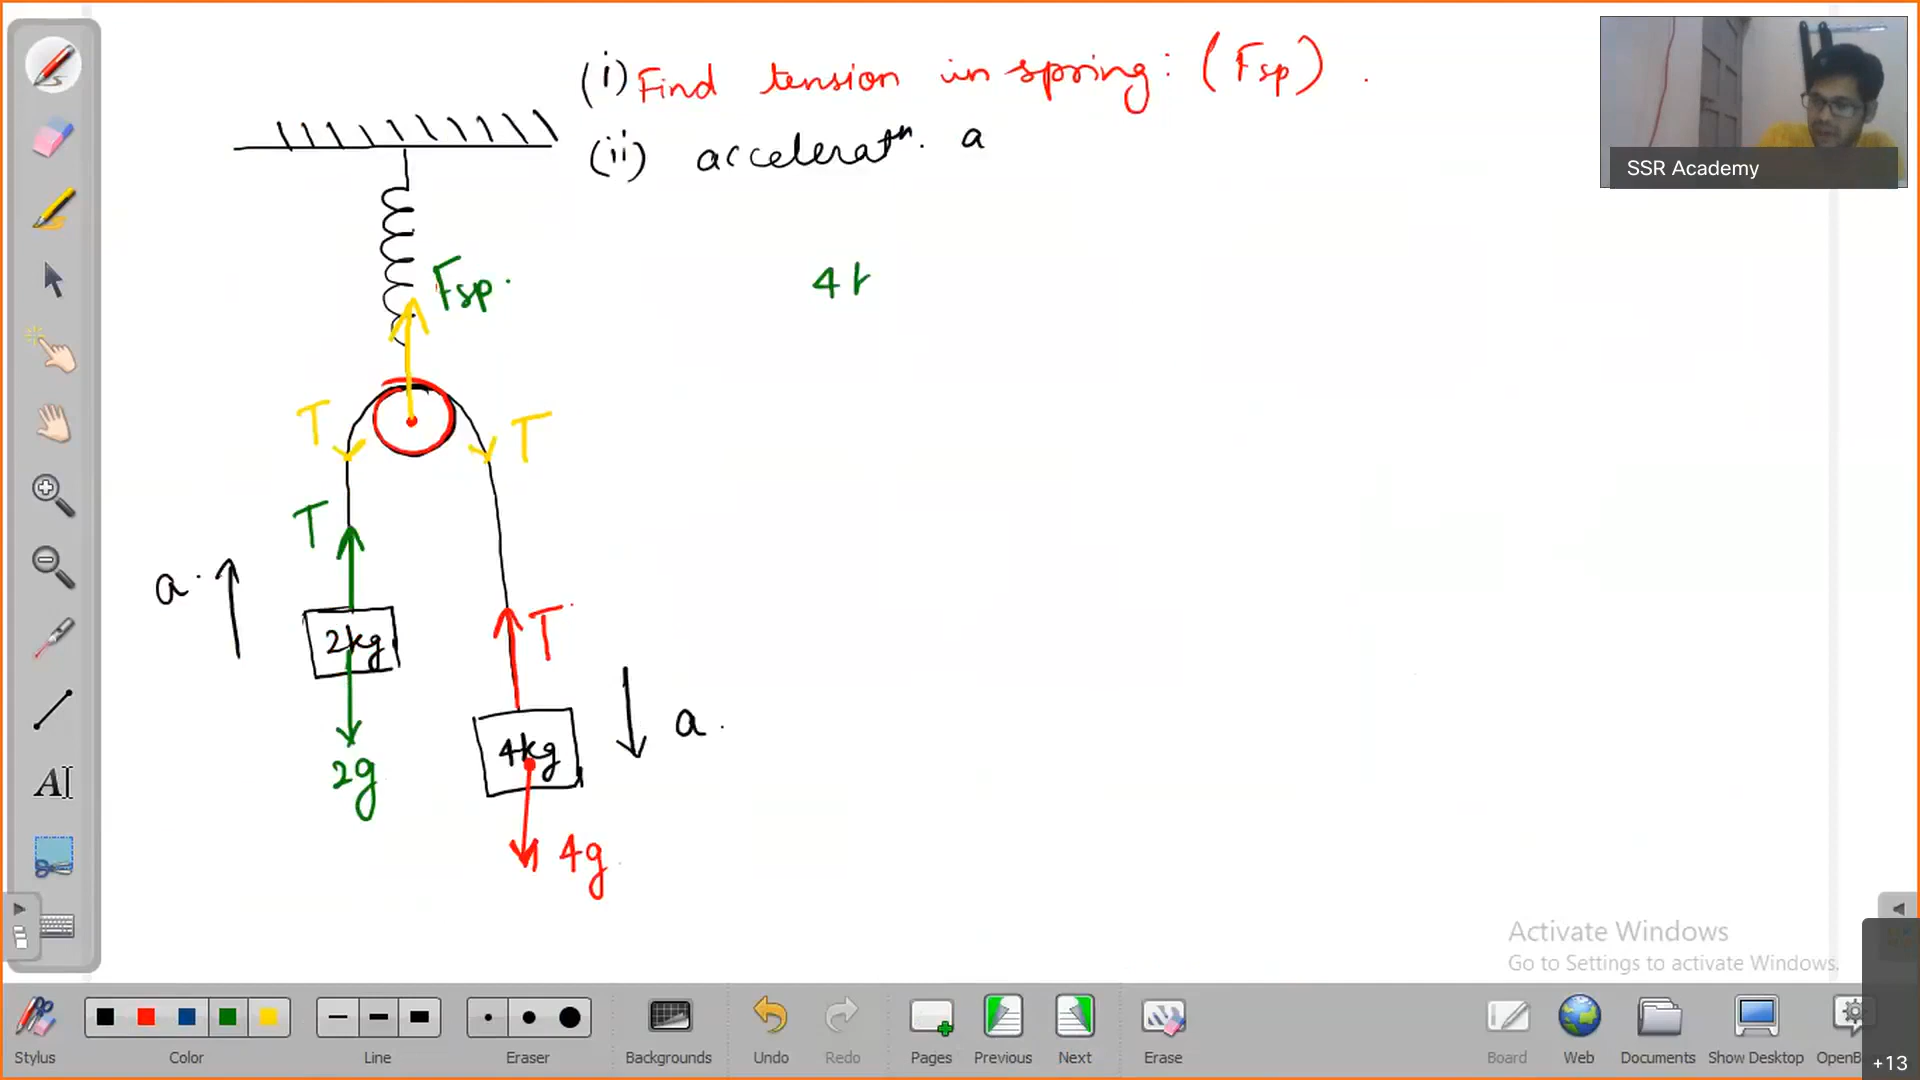 (i) Find tension in spring: (Fsp).
(ii) acceleratⁿ. a
SSR Academy
Fsp.
T
T
T
a.
2kg
2g
T
a.
4kg
4g
Activate Windows
Go to Settings to activate Windows.
Stylus
Color
Line
Eraser
Backgrounds
Undo
Redo
Pages
Previous
Next
Erase
Board
Web
Documents
Show Desktop
OpenB
+13